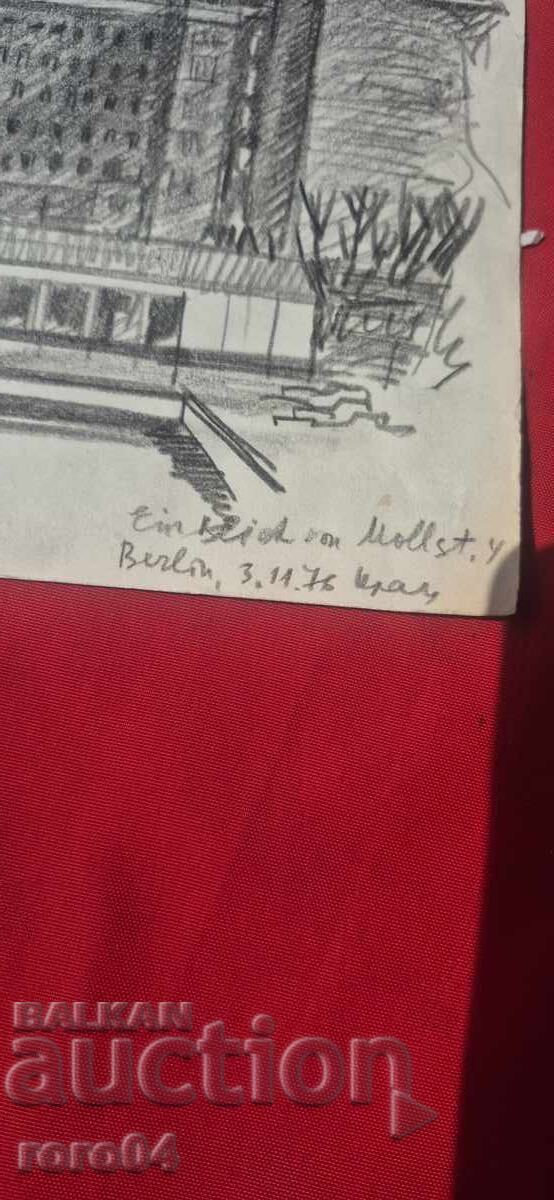 Ein Blick von Mollst. 4
Berlin, 3.11.76
BALKAN
auction
roro04